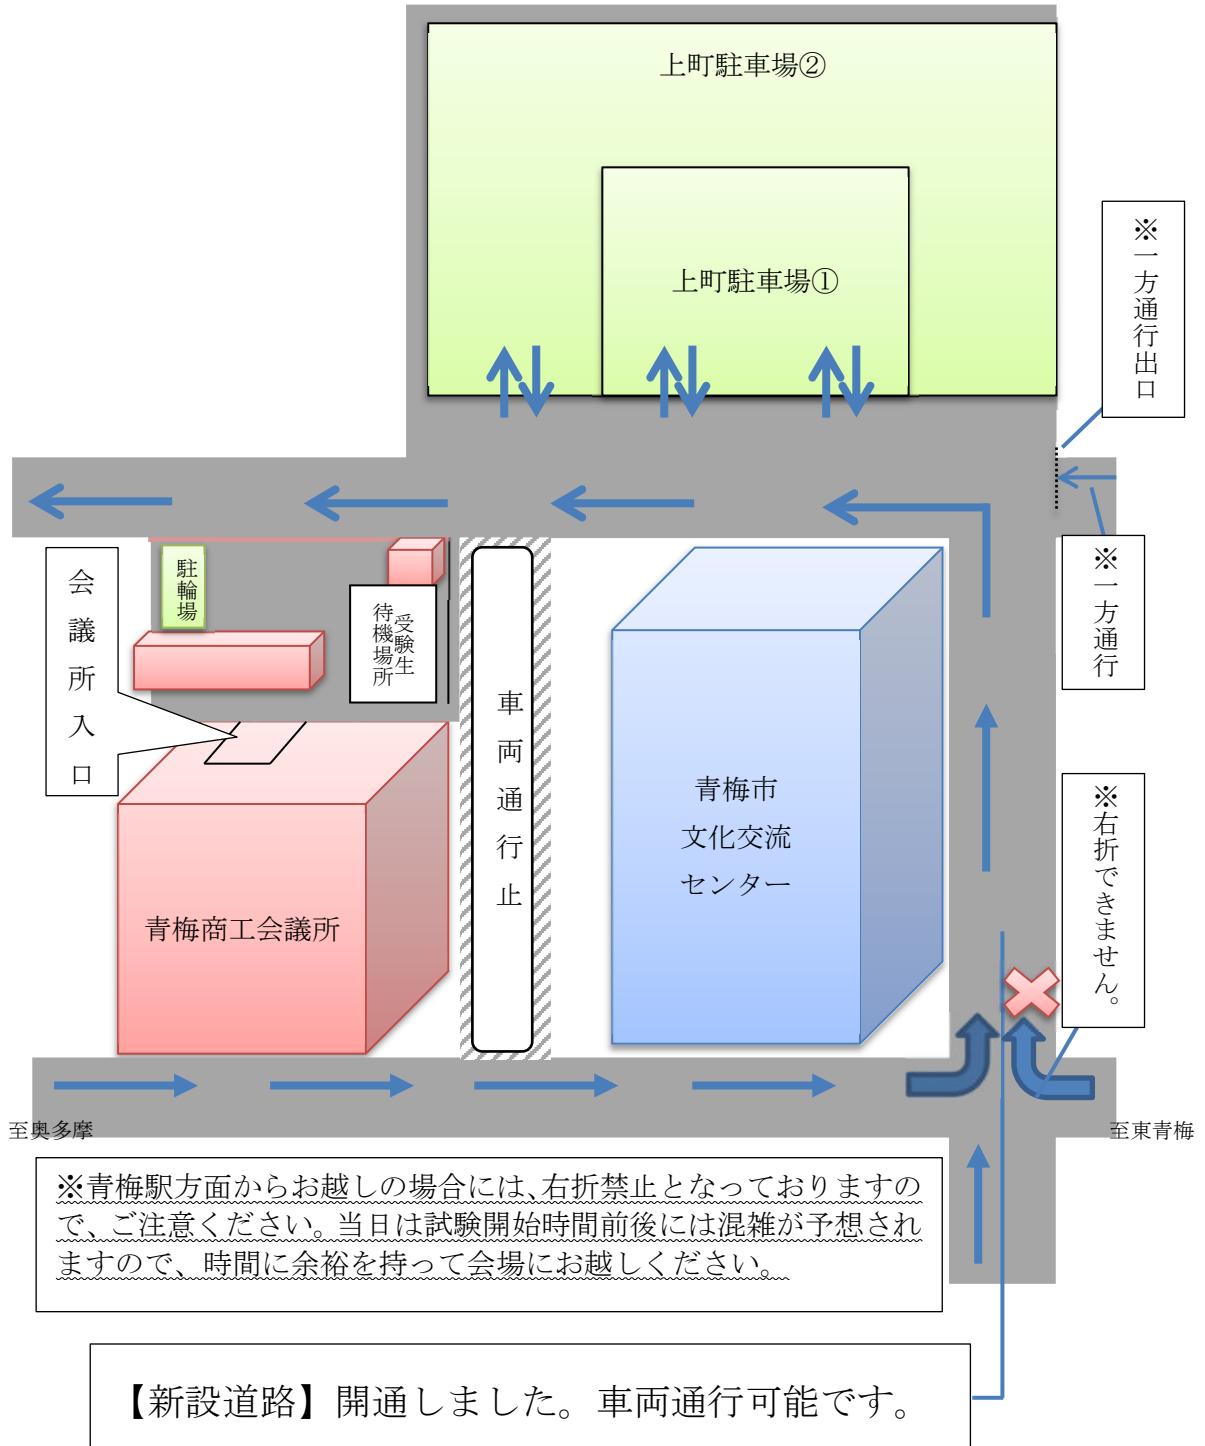 上町駐車場②
上町駐車場①
※一方通行出口
※一方通行
会議所入口
駐輪場
受験生
待機場所
車両通行止
青梅市
文化交流
センター
青梅商工会議所
※右折できません。
至奥多摩
至東青梅
※青梅駅方面からお越しの場合には、右折禁止となっておりますの
で、ご注意ください。当日は試験開始時間前後には混雑が予想され
ますので、時間に余裕を持って会場にお越しください。
【新設道路】開通しました。車両通行可能です。